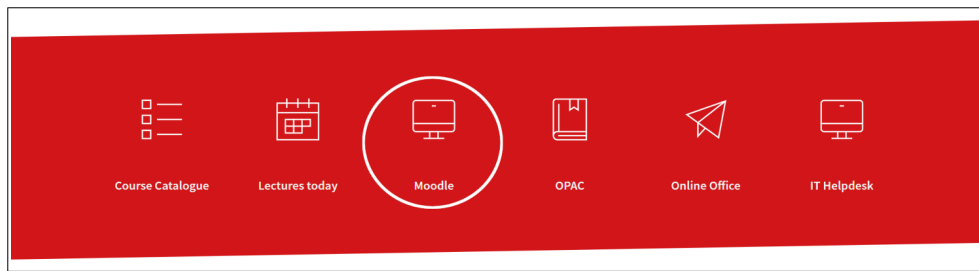 Course Catalogue
Lectures today
Moodle
OPAC
Online Office
IT Helpdesk